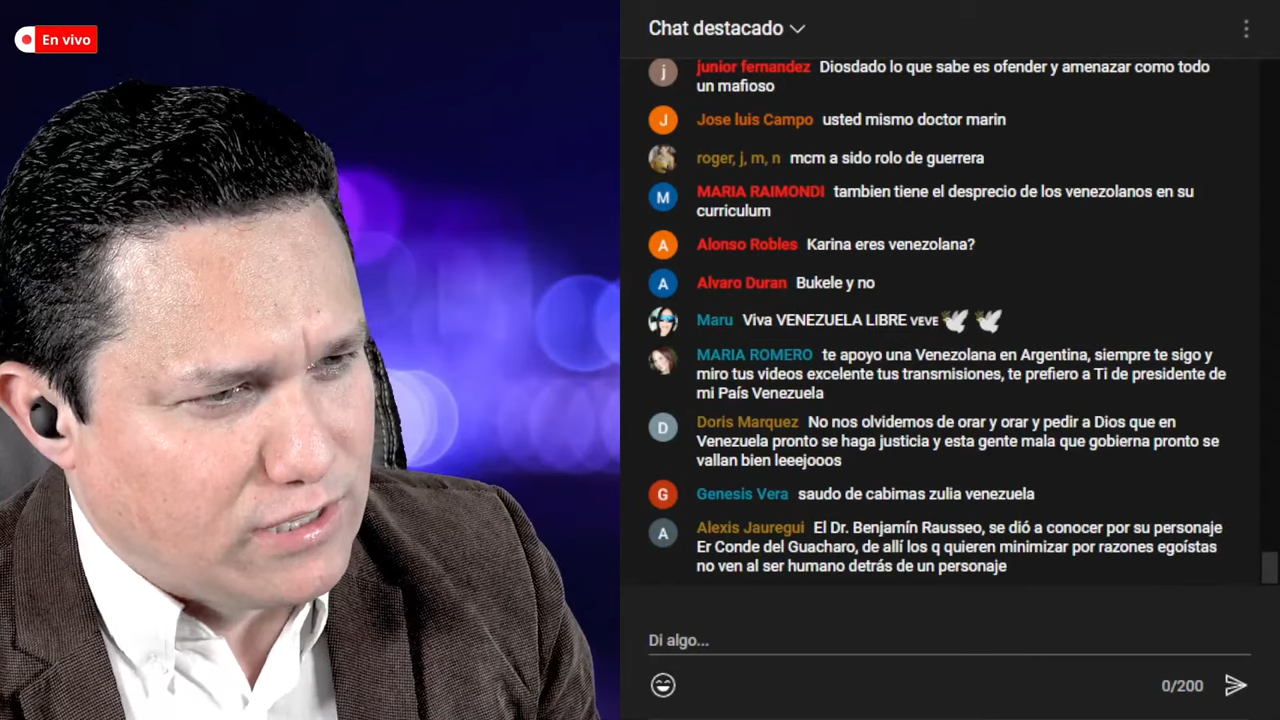 En vivo
Chat destacado
junior fernandez Diosdado lo que sabe es ofender y amenazar como todo
un mafioso
J
Jose luis Campo usted mismo doctor marin
roger, j, m, n mcm a sido rolo de guerrera
M
MARIA RAIMONDI tambien tiene el desprecio de los venezolanos en su
curriculum
A
Alonso Robles Karina eres venezolana?
A
Alvaro Duran Bukele y no
Maru Viva VENEZUELA LIBRE VEVE 🕊️ 🕊️
MARIA ROMERO te apoyo una Venezolana en Argentina, siempre te sigo y
miro tus videos excelente tus transmisiones, te prefiero a Ti de presidente de
mi País Venezuela
D
Doris Marquez No nos olvidemos de orar y orar y pedir a Dios que en
Venezuela pronto se haga justicia y esta gente mala que gobierna pronto se
vallan bien leeejooos
G
Genesis Vera saudo de cabimas zulia venezuela
A
Alexis Jauregui El Dr. Benjamín Rausseo, se dió a conocer por su personaje
Er Conde del Guacharo, de allí los q quieren minimizar por razones egoístas
no ven al ser humano detrás de un personaje
Di algo...
0/200